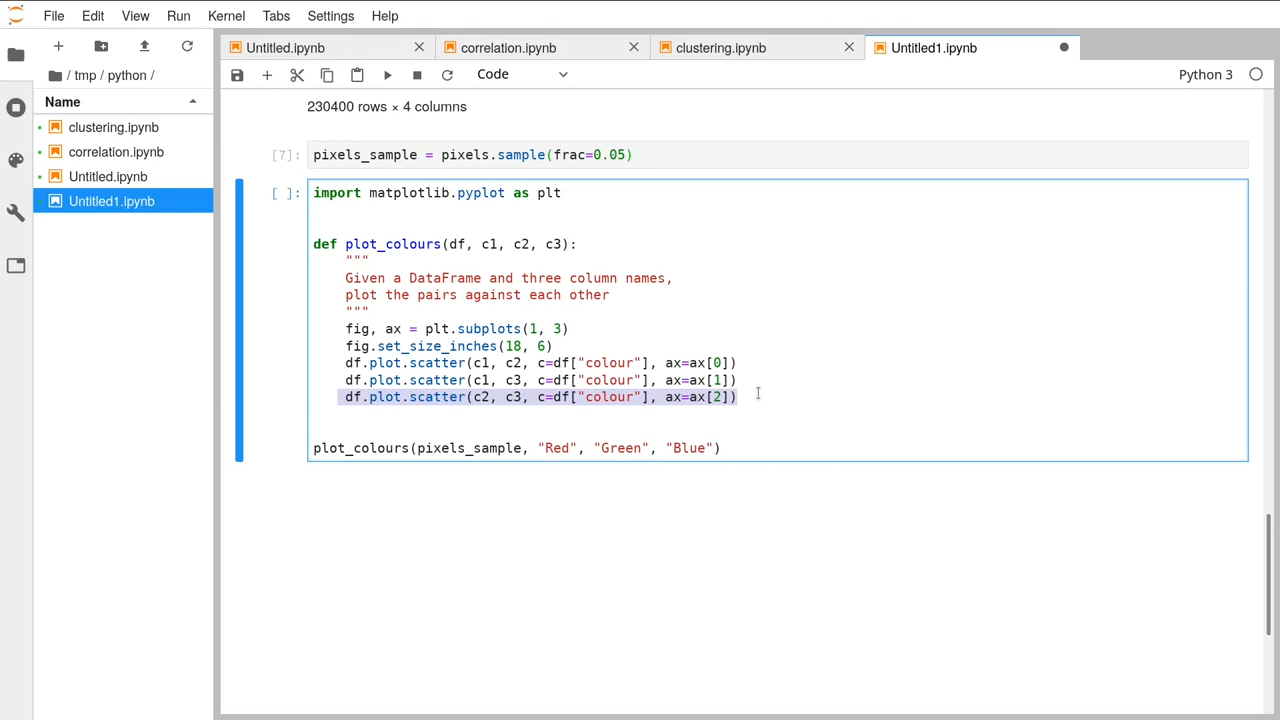 File Edit View Run Kernel Tabs Settings Help
Untitled.ipynb correlation.ipynb clustering.ipynb Untitled1.ipynb
/ tmp / python /
Code Python 3
Name
clustering.ipynb
correlation.ipynb
Untitled.ipynb
Untitled1.ipynb
230400 rows × 4 columns
[7]: pixels_sample = pixels.sample(frac=0.05)
[ ]: import matplotlib.pyplot as plt
def plot_colours(df, c1, c2, c3):
"""
Given a DataFrame and three column names,
plot the pairs against each other
"""
fig, ax = plt.subplots(1, 3)
fig.set_size_inches(18, 6)
df.plot.scatter(c1, c2, c=df["colour"], ax=ax[0])
df.plot.scatter(c1, c3, c=df["colour"], ax=ax[1])
df.plot.scatter(c2, c3, c=df["colour"], ax=ax[2])
plot_colours(pixels_sample, "Red", "Green", "Blue")